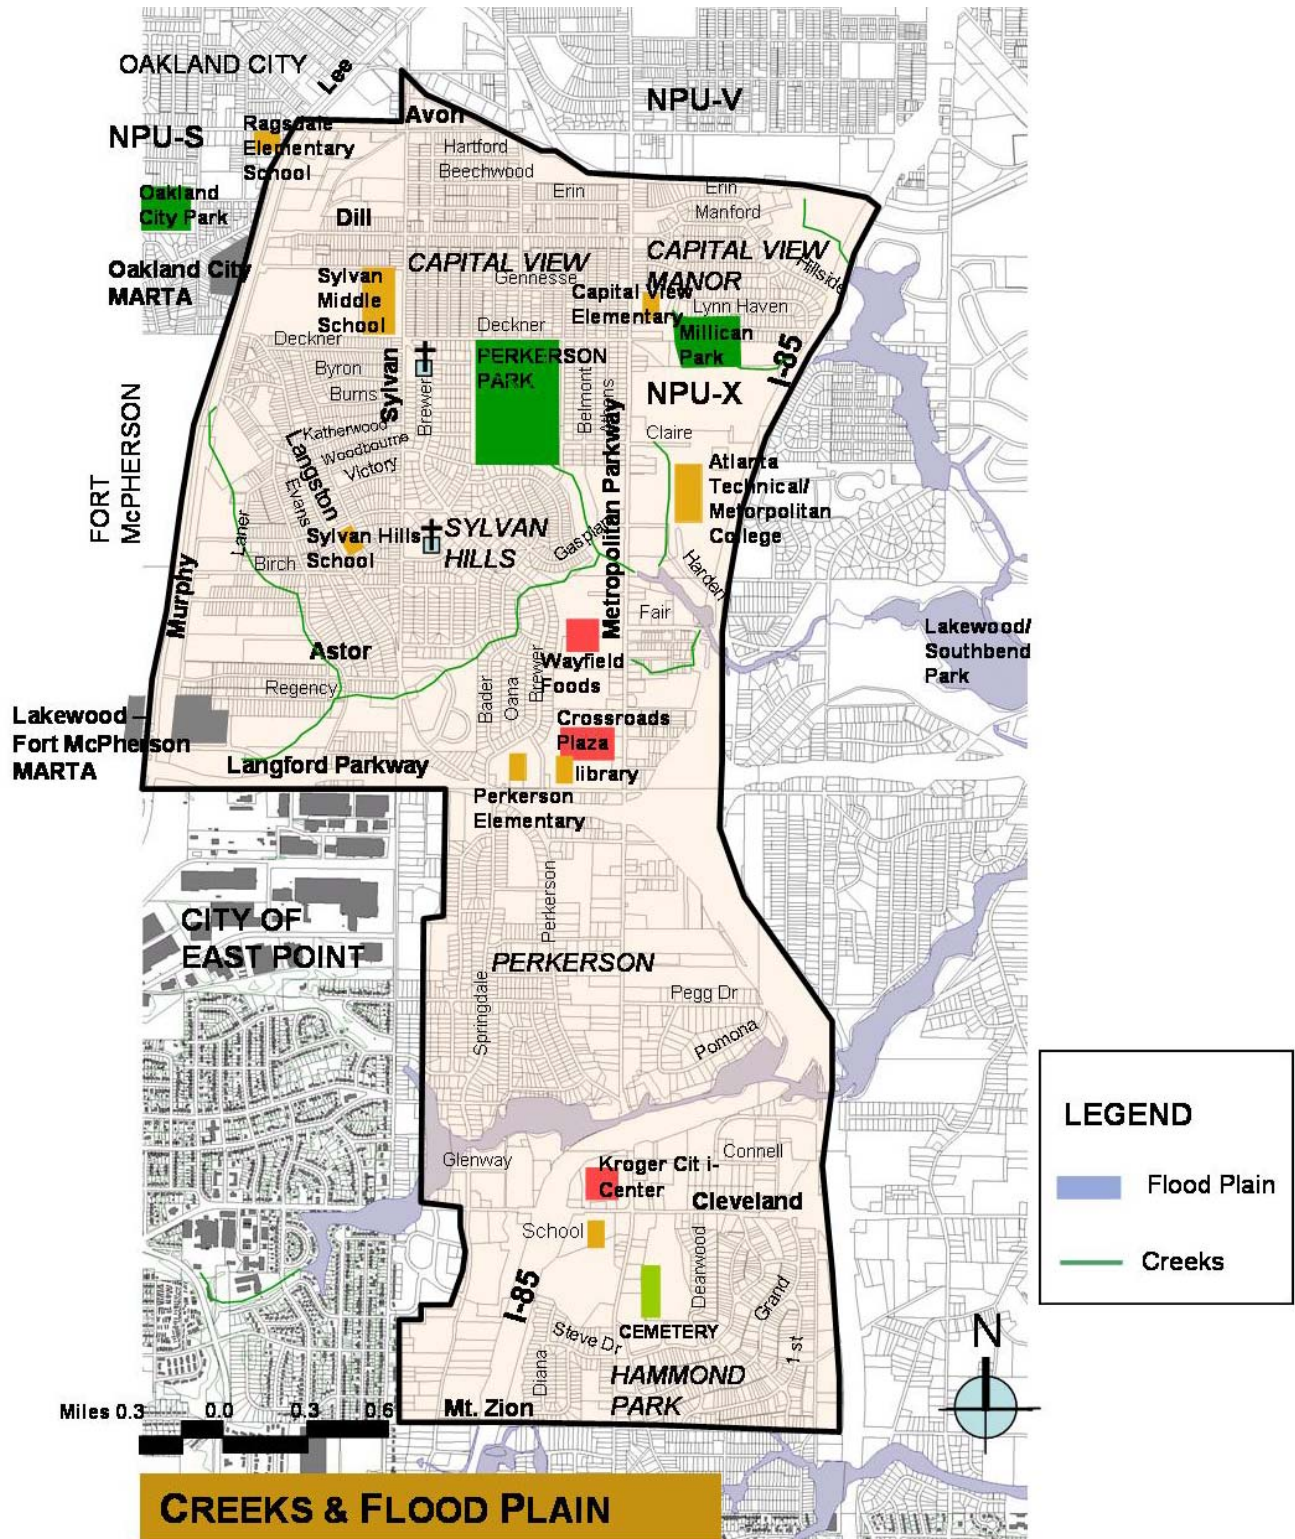 OAKLAND CITY
Lee
NPU-V
Avon
NPU-S
Ragsdale
Elementary
School
Hartford
Beechwood
Oakland
City Park
Erin
Erin
Manford
Dill
CAPITAL VIEW
CAPITAL VIEW
MANOR
Hillside
Oakland City
MARTA
Sylvan
Middle
School
Gennesse
Capital View
Elementary
Lynn Haven
Deckner
Deckner
Millican
Park
I-85
Byron
Burns
Sylvan
Brewer
PERKERSON
PARK
Belmont
Athens
NPU-X
FORT
McPHERSON
Katherwood
Woodbourne
Victory
Langston
Evans
Metropolitan Parkway
Claire
Atlanta
Technical/
Metorpolitan
College
Laner
Sylvan Hills
School
SYLVAN
HILLS
Gaspian
Birch
Harden
Murphy
Fair
Lakewood/
Southbend
Park
Astor
Regency
Wayfield
Foods
Brewer
Bader
Oana
Lakewood –
Fort McPherson
MARTA
Crossroads
Plaza
Langford Parkway
library
Perkerson
Elementary
CITY OF
EAST POINT
Perkerson
PERKERSON
Springdale
Pegg Dr
Pomona
LEGEND
Flood Plain
Creeks
Glenway
Connell
Kroger Cit i-
Center
Cleveland
School
Dearwood
I-85
Grand
CEMETERY
Steve Dr
1 st
Diana
HAMMOND
PARK
Mt. Zion
N
Miles 0.3 0.0 0.3 0.6
CREEKS & FLOOD PLAIN